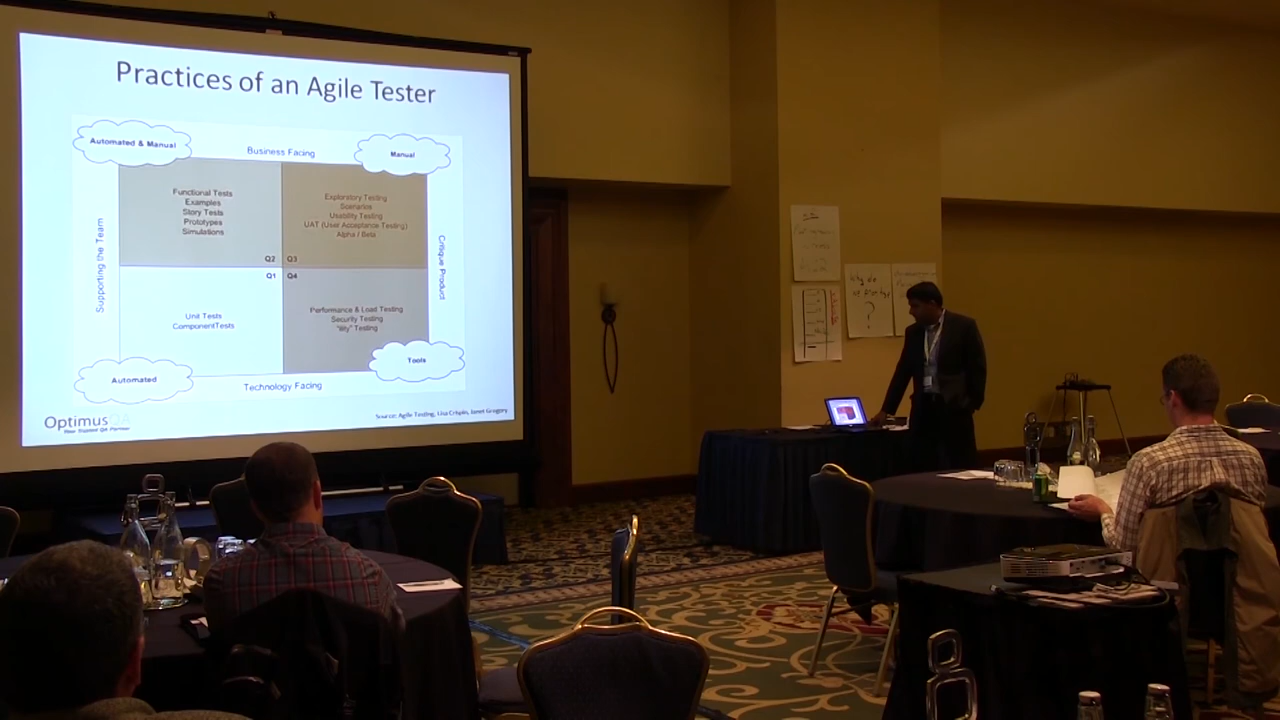 Practices of an Agile Tester
Automated & Manual
Business Facing
Manual
Functional Tests
Examples
Story Tests
Prototypes
Simulations
Exploratory Testing
Scenarios
Usability Testing
UAT (User Acceptance Testing)
Alpha / Beta
Supporting the Team
Critique Product
Q2
Q3
Q1
Q4
Unit Tests
ComponentTests
Performance & Load Testing
Security Testing
"Ility" Testing
Automated
Technology Facing
Tools
OptimusQA
Source: Agile Testing, Lisa Crispin, Janet Gregory
Why do
?